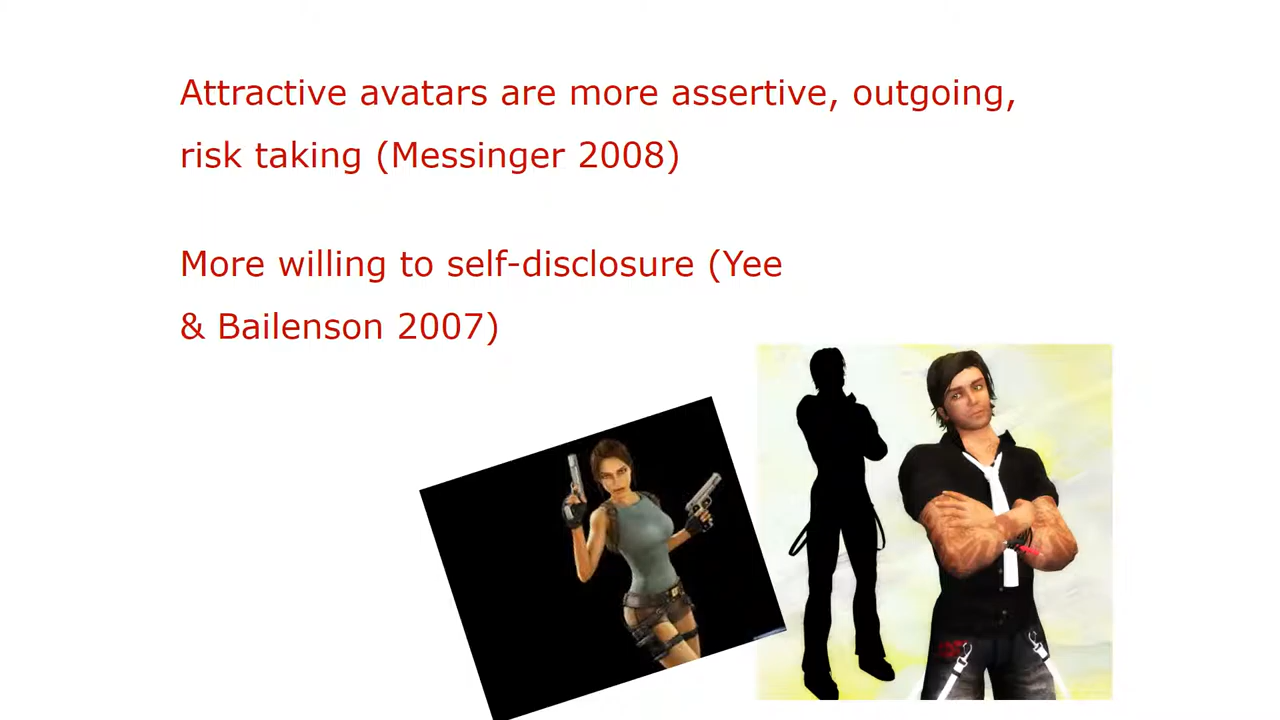 Attractive avatars are more assertive, outgoing,
risk taking (Messinger 2008)
More willing to self-disclosure (Yee
& Bailenson 2007)